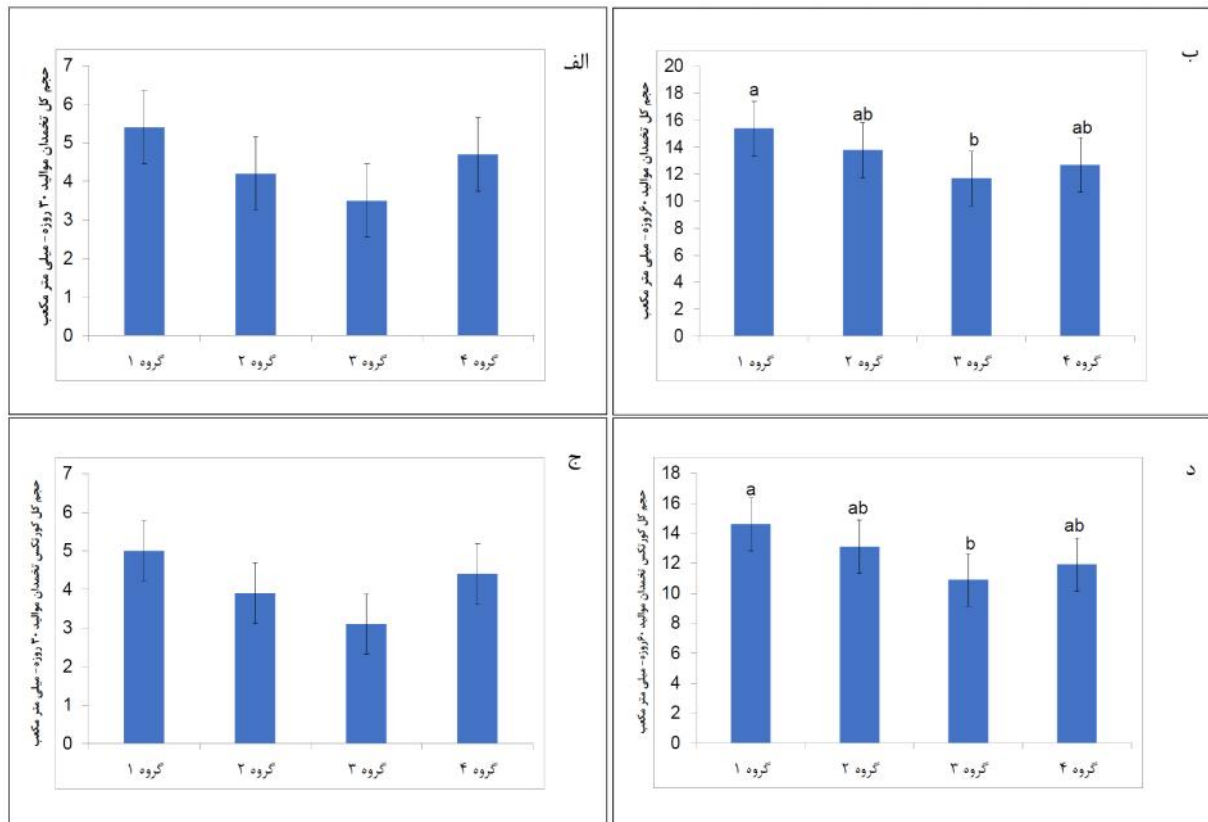 الف
حجم کل تخمدان موالید ۳۰ روزه - میلی متر مکعب
7
6
5
4
3
2
1
0
گروه ۱ گروه ۲ گروه ۳ گروه ۴
ب
حجم کل تخمدان موالید ۶۰روزه - میلی متر مکعب
20
18
16
14
12
10
8
6
4
2
0
a ab b ab
گروه ۱ گروه ۲ گروه ۳ گروه ۴
ج
حجم کل کورتکس تخمدان موالید ۳۰ روزه - میلی متر مکعب
7
6
5
4
3
2
1
0
گروه ۱ گروه ۲ گروه ۳ گروه ۴
د
حجم کل کورتکس تخمدان موالید ۶۰روزه - میلی متر مکعب
18
16
14
12
10
8
6
4
2
0
a ab b ab
گروه ۱ گروه ۲ گروه ۳ گروه ۴